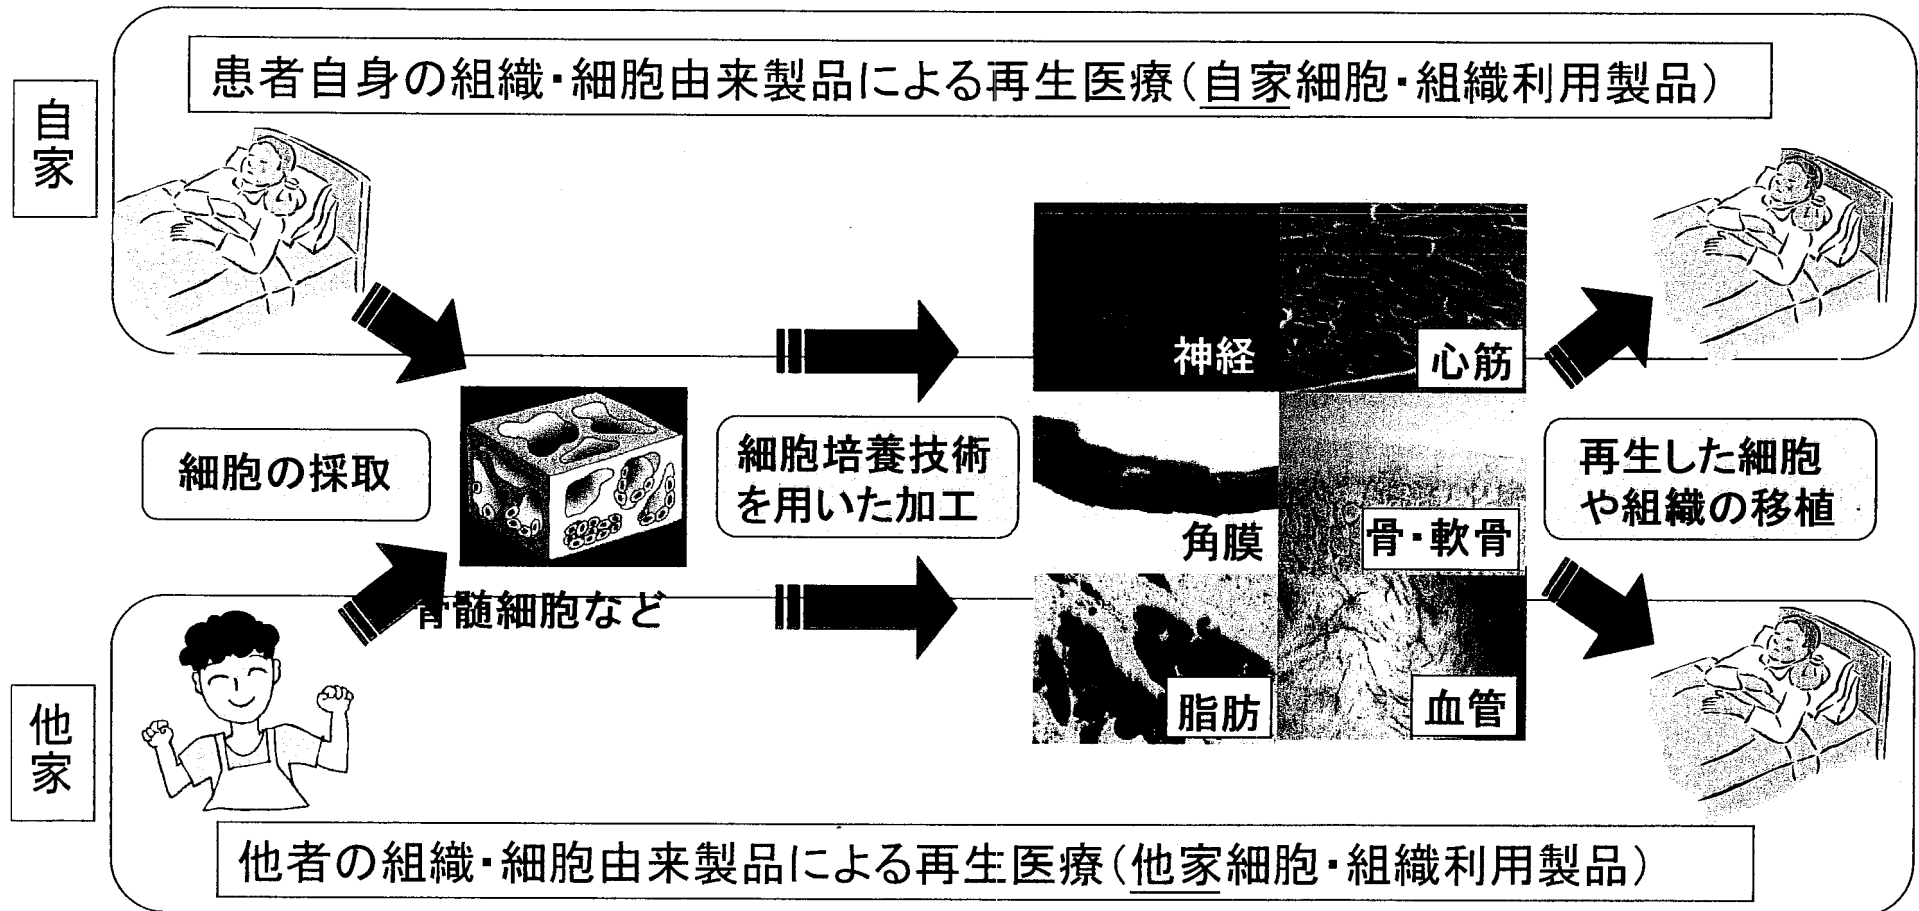 患者自身の組織・細胞由来製品による再生医療(自家細胞・組織利用製品)
自家
神経
心筋
細胞の採取
細胞培養技術
を用いた加工
再生した細胞
や組織の移植
角膜
骨・軟骨
骨髄細胞など
脂肪
血管
他家
他者の組織・細胞由来製品による再生医療(他家細胞・組織利用製品)